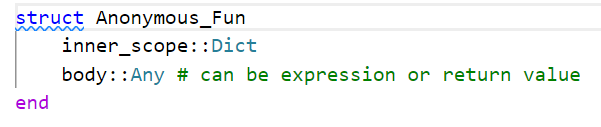 struct Anonymous_Fun
    inner_scope::Dict
    body::Any # can be expression or return value
end